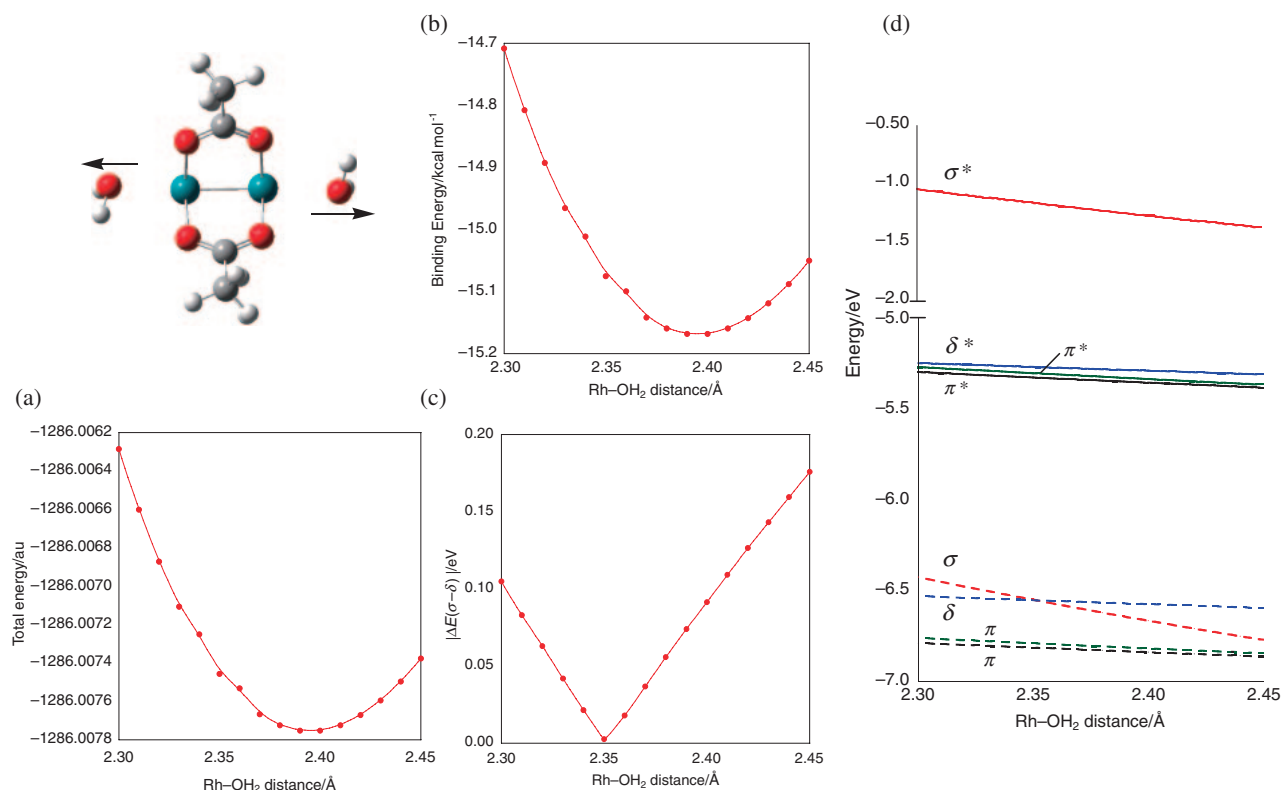 (b)
Binding Energy/kcal mol⁻¹
−14.7
−14.8
−14.9
−15.0
−15.1
−15.2
2.30 2.35 2.40 2.45
Rh–OH₂ distance/Å
(a)
Total energy/au
−1286.0062
−1286.0064
−1286.0066
−1286.0068
−1286.0070
−1286.0072
−1286.0074
−1286.0076
−1286.0078
2.30 2.35 2.40 2.45
Rh–OH₂ distance/Å
(c)
|ΔE(σ–δ) |/eV
0.20
0.15
0.10
0.05
0.00
2.30 2.35 2.40 2.45
Rh–OH₂ distance/Å
(d)
Energy/eV
−0.50
−1.0
−1.5
−2.0
−5.0
−5.5
−6.0
−6.5
−7.0
σ*
δ*
π*
π*
σ
δ
π
π
2.30 2.35 2.40 2.45
Rh–OH₂ distance/Å